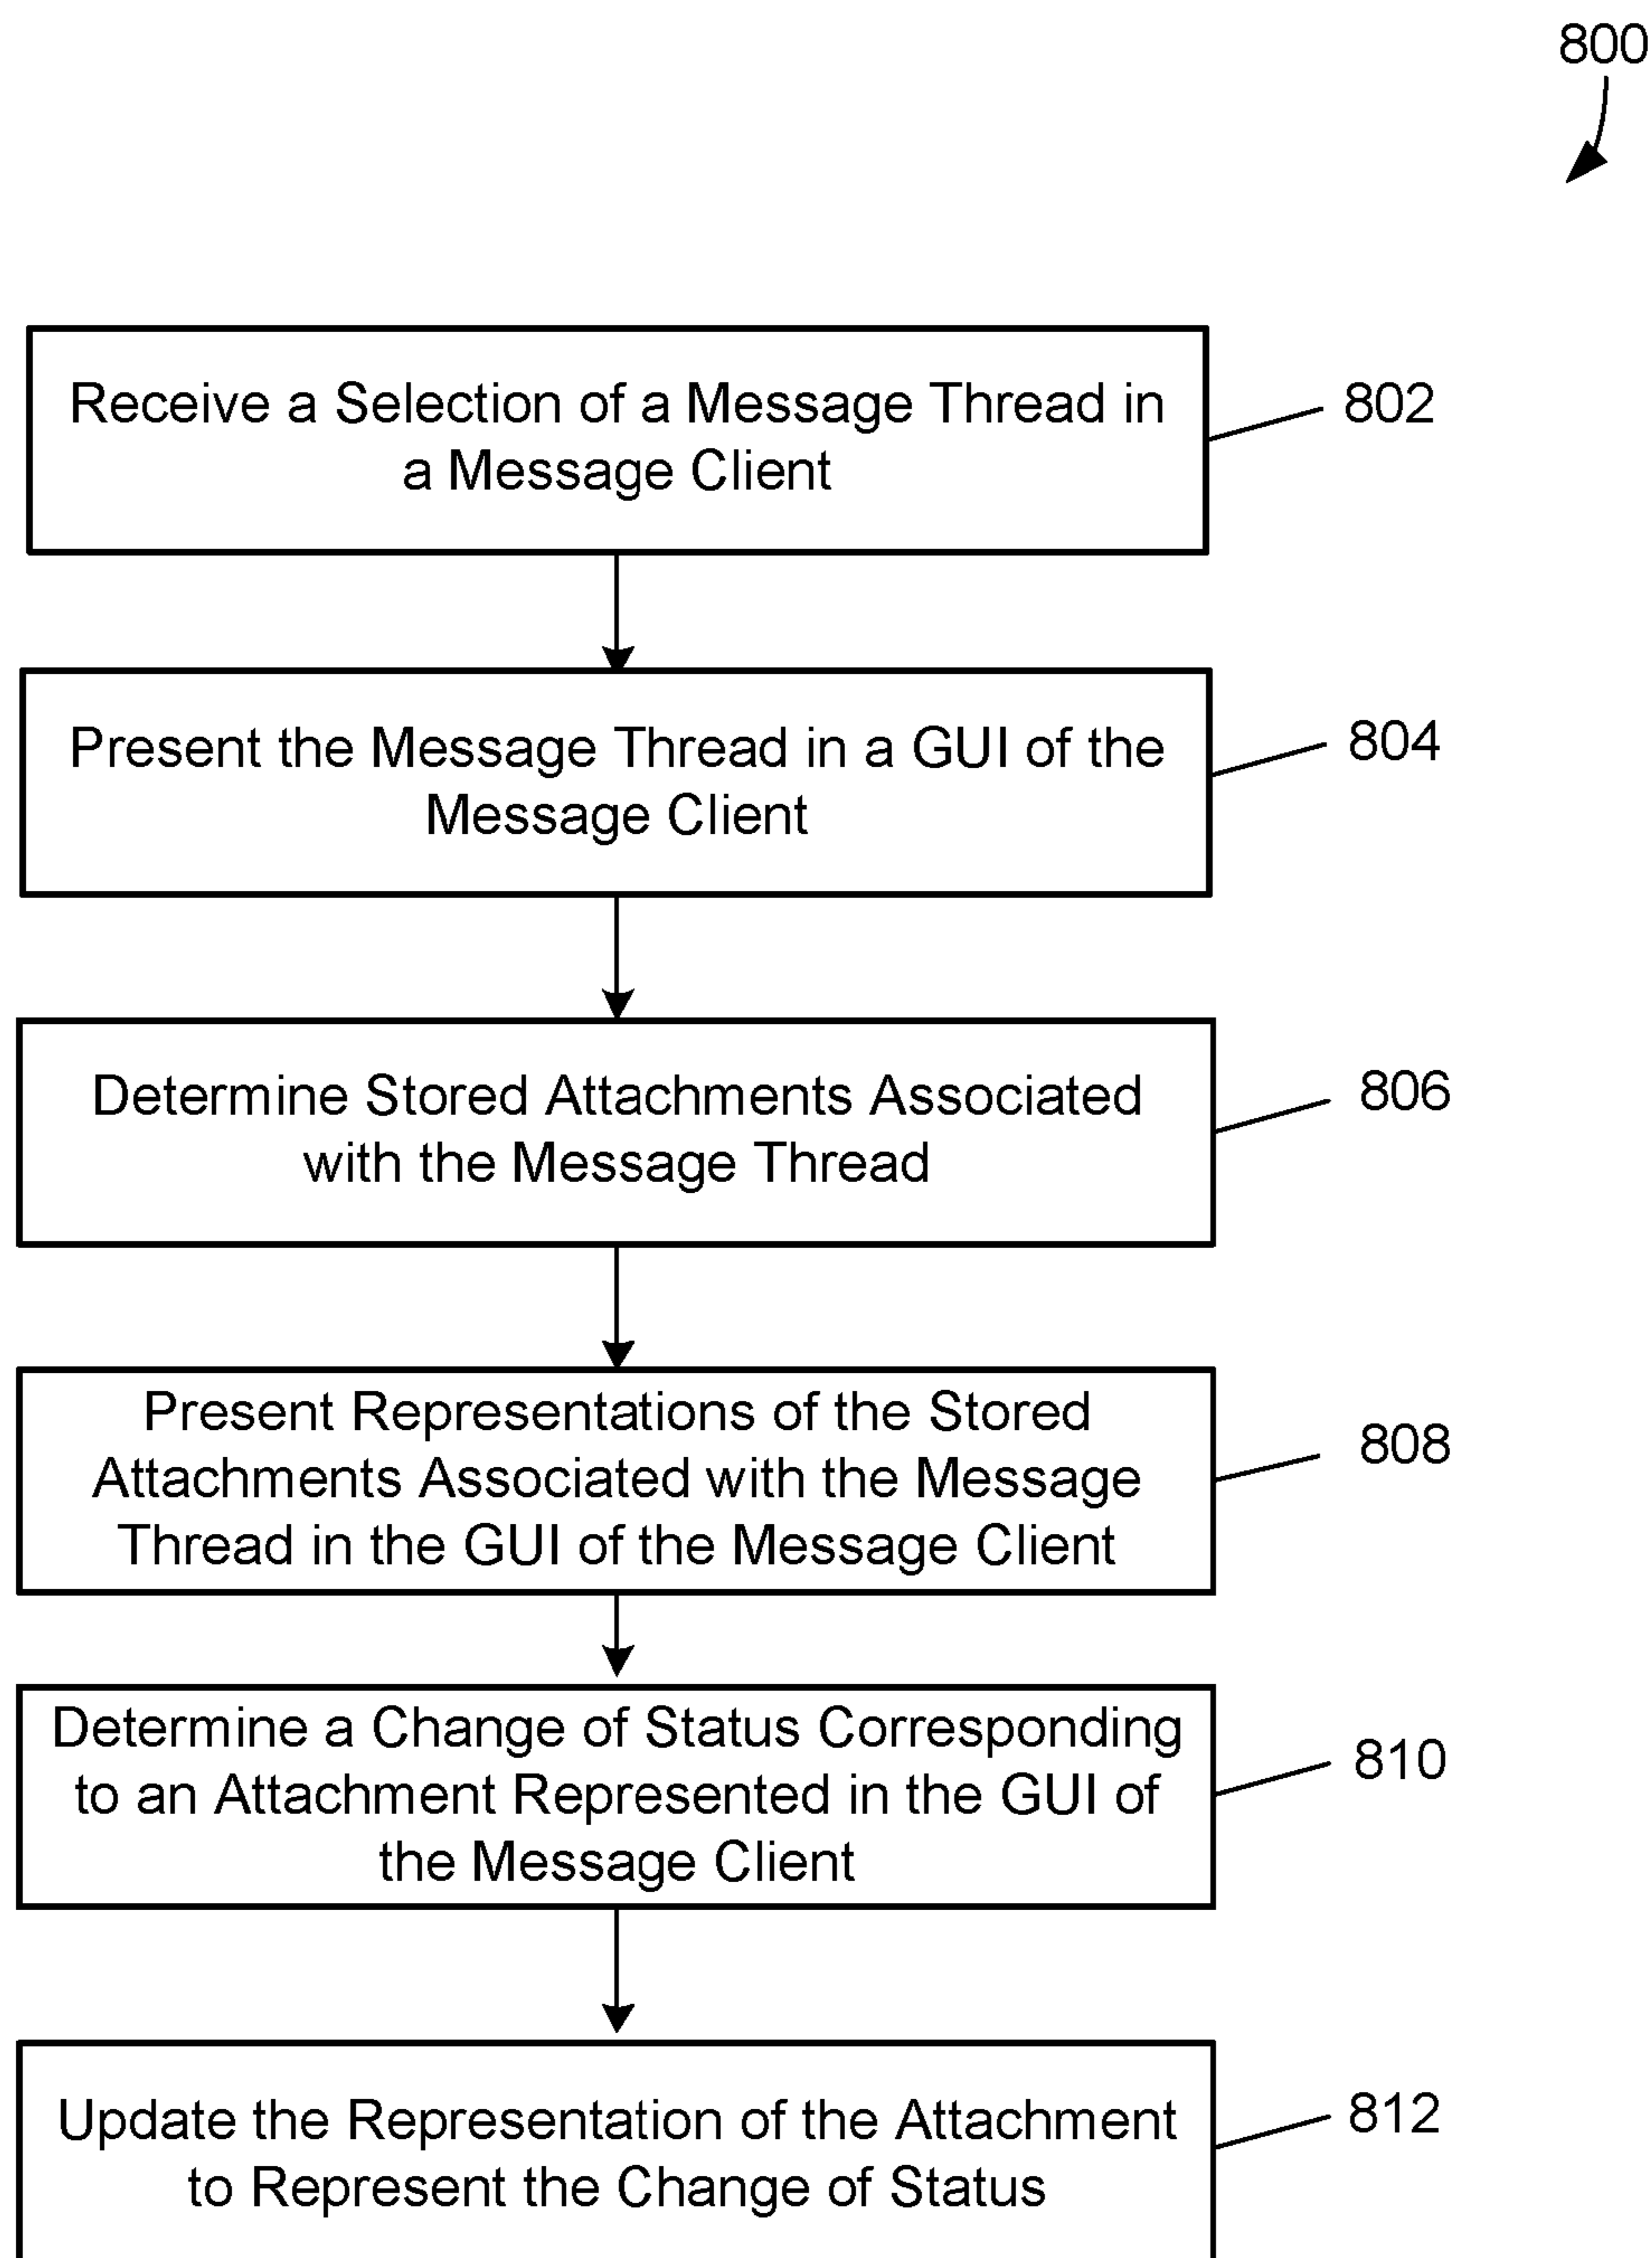 800
Receive a Selection of a Message Thread in
a Message Client
802
Present the Message Thread in a GUI of the
Message Client
804
Determine Stored Attachments Associated
with the Message Thread
806
Present Representations of the Stored
Attachments Associated with the Message
Thread in the GUI of the Message Client
808
Determine a Change of Status Corresponding
to an Attachment Represented in the GUI of
the Message Client
810
Update the Representation of the Attachment
to Represent the Change of Status
812